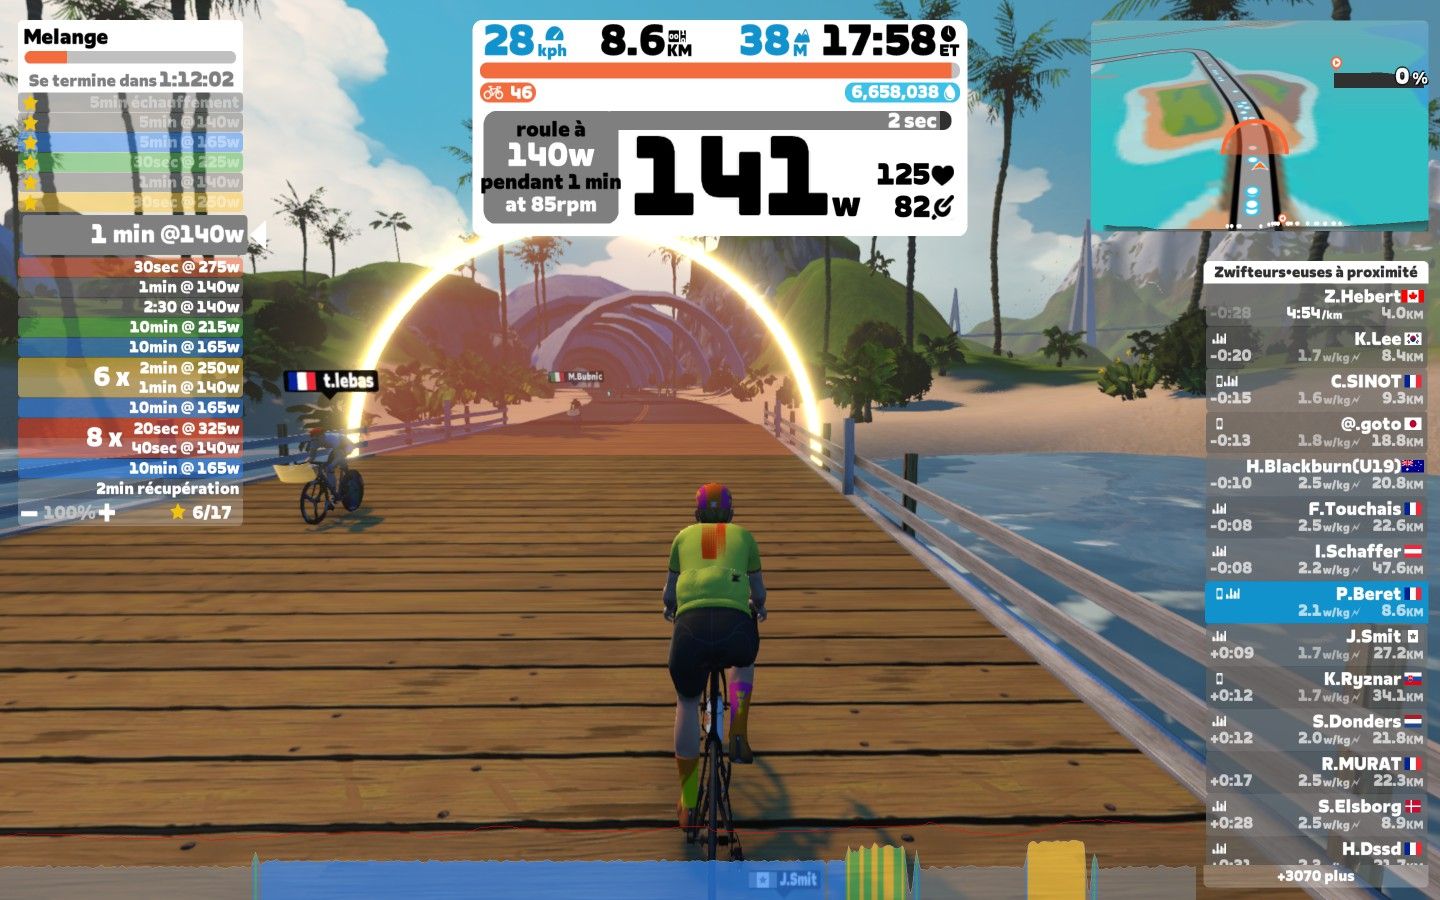 Melange
Se termine dans 1:12:02
5min échauffement
5min @140w
5min @165w
30sec @ 225w
1min @140w
30sec @ 250w
1 min @140w
30sec @ 275w
1min @ 140w
2:30 @ 140w
10min @ 215w
10min @ 165w
6 x
2min @ 250w
1min @ 140w
10min @ 165w
8 x
20sec @ 325w
40sec @ 140w
10min @ 165w
2min récupération
100%
6/17
28 kph
8.6 KM
38 M
17:58 ET
46
6,658,038
2 sec
roule à
140w
pendant 1 min
at 85rpm
141 w
125
82
0 %
t.lebas
M.Bubnic
J.Smit
Zwifteurs•euses à proximité
Z.Hebert
-0:28 4:54/km 4.0KM
K.Lee
-0:20 1.7w/kg 8.4KM
C.SINOT
-0:15 1.6w/kg 9.3KM
@.goto
-0:13 1.8w/kg 18.8KM
H.Blackburn(U19)
-0:10 2.5w/kg 20.8KM
F.Touchais
-0:08 2.5w/kg 22.6KM
I.Schaffer
-0:08 2.2w/kg 47.6KM
P.Beret
2.1w/kg 8.6KM
J.Smit
+0:09 1.7w/kg 27.2KM
K.Ryznar
+0:12 1.7w/kg 34.1KM
S.Donders
+0:12 2.0w/kg 21.8KM
R.MURAT
+0:17 2.5w/kg 22.3KM
S.Elsborg
+0:28 2.5w/kg 8.9KM
H.Dssd
+3070 plus